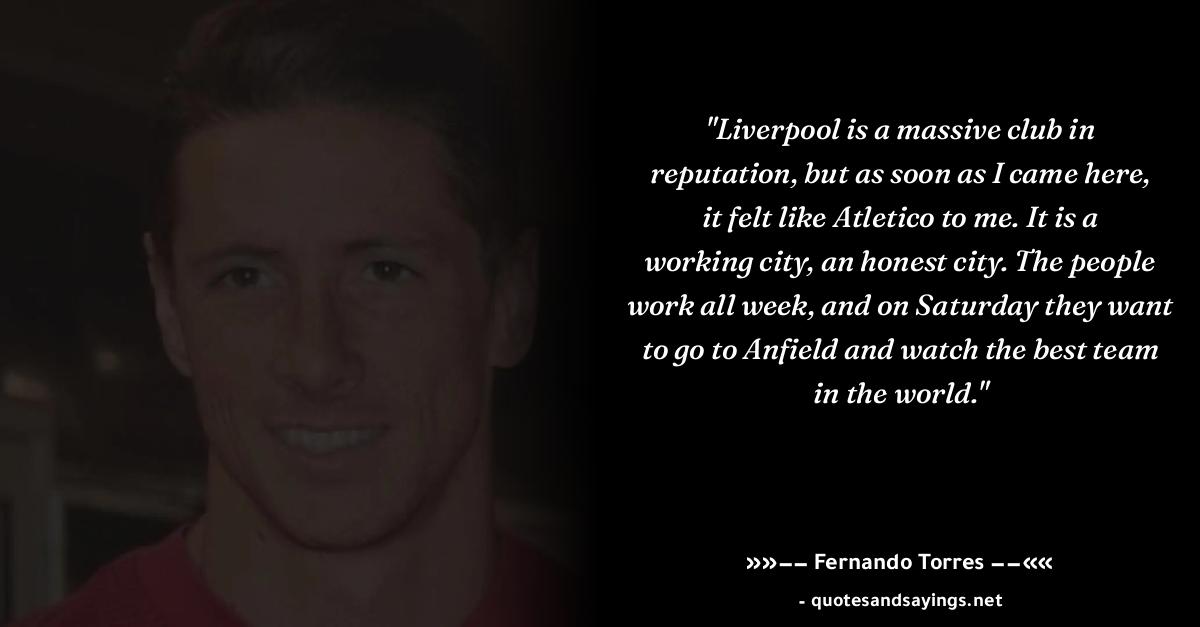 "Liverpool is a massive club in
reputation, but as soon as I came here,
it felt like Atletico to me. It is a
working city, an honest city. The people
work all week, and on Saturday they want
to go to Anfield and watch the best team
in the world."
»»–– Fernando Torres ––««
- quotesandsayings.net